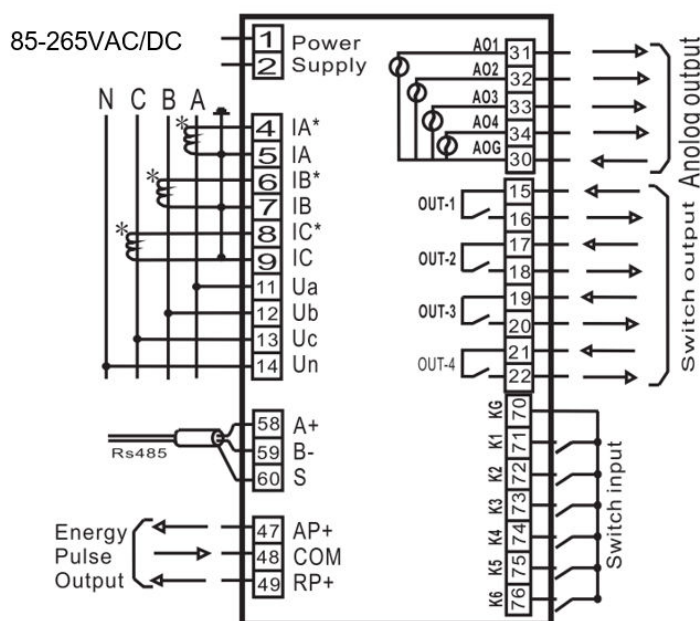 85-265VAC/DC
1 Power
2 Supply
N C B A
* 4 IA*
5 IA
* 6 IB*
7 IB
* 8 IC*
9 IC
11 Ua
12 Ub
13 Uc
14 Un
58 A+
Rs485 59 B-
60 S
Energy 47 AP+
Pulse 48 COM
Output 49 RP+
AO1 31
AO2 32
AO3 33
AO4 34
AOG 30
Anolog output
OUT-1 15
16
OUT-2 17
18
OUT-3 19
20
OUT-4 21
22
Switch output
KG 70
K1 71
K2 72
K3 73
K4 74
K5 75
K6 76
Switch input